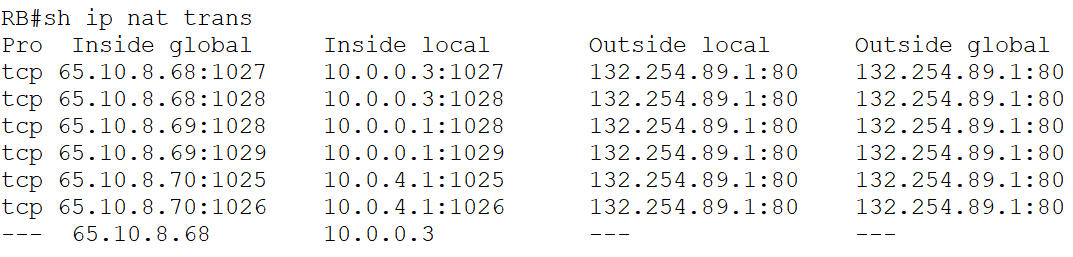 RB#sh ip nat trans
Pro  Inside global     Inside local       Outside local      Outside global
tcp 65.10.8.68:1027    10.0.0.3:1027      132.254.89.1:80    132.254.89.1:80
tcp 65.10.8.68:1028    10.0.0.3:1028      132.254.89.1:80    132.254.89.1:80
tcp 65.10.8.69:1028    10.0.0.1:1028      132.254.89.1:80    132.254.89.1:80
tcp 65.10.8.69:1029    10.0.0.1:1029      132.254.89.1:80    132.254.89.1:80
tcp 65.10.8.70:1025    10.0.4.1:1025      132.254.89.1:80    132.254.89.1:80
tcp 65.10.8.70:1026    10.0.4.1:1026      132.254.89.1:80    132.254.89.1:80
---  65.10.8.68        10.0.0.3           ---                ---